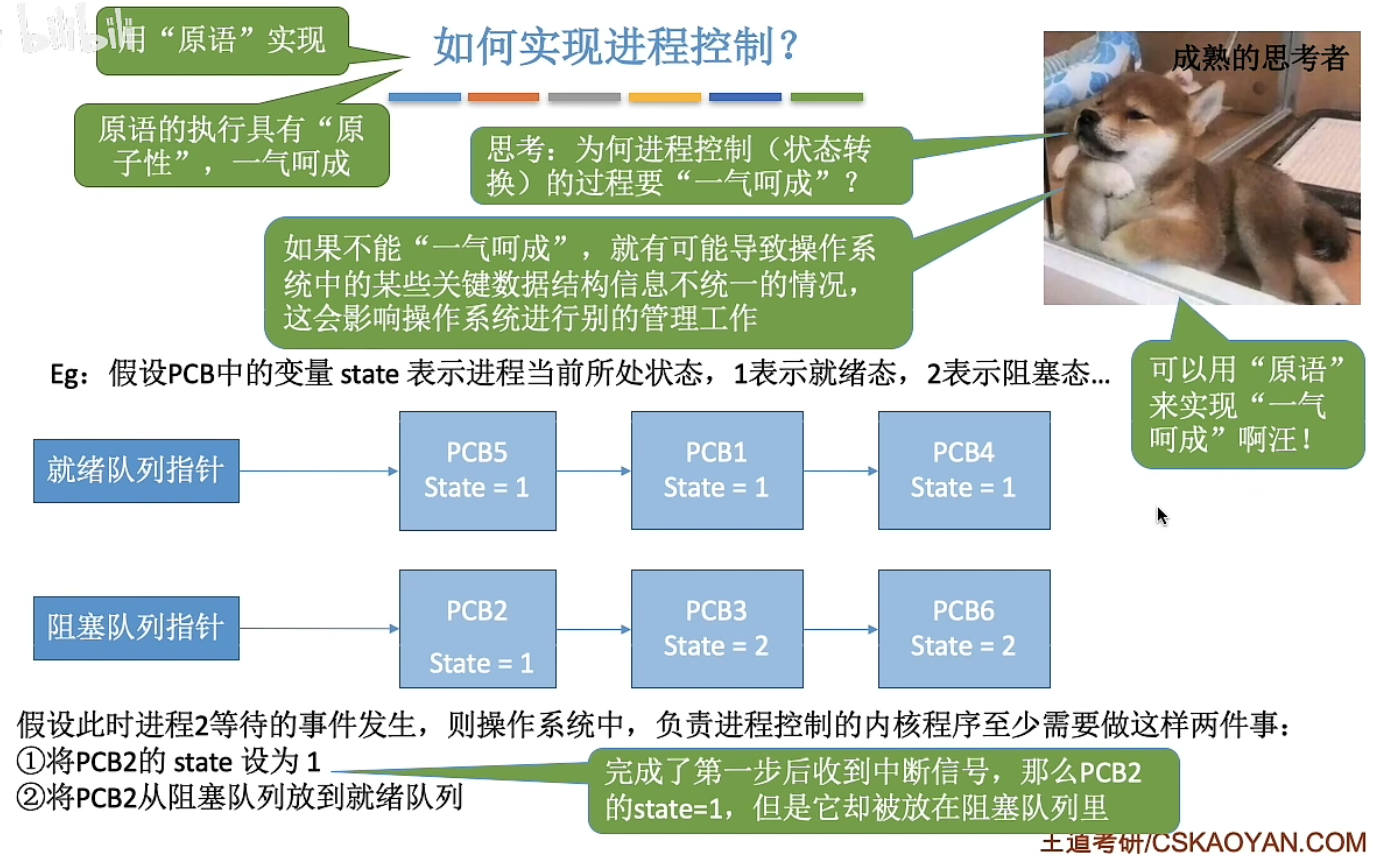 bilibili
用“原语”实现
如何实现进程控制？
成熟的思考者
原语的执行具有“原
子性”，一气呵成
思考：为何进程控制（状态转
换）的过程要“一气呵成”？
如果不能“一气呵成”，就有可能导致操作系
统中的某些关键数据结构信息不统一的情况，
这会影响操作系统进行别的管理工作
可以用“原语”
来实现“一气
呵成”啊汪！
Eg：假设PCB中的变量 state 表示进程当前所处状态，1表示就绪态，2表示阻塞态...
就绪队列指针
PCB5
State = 1
PCB1
State = 1
PCB4
State = 1
阻塞队列指针
PCB2
State = 1
PCB3
State = 2
PCB6
State = 2
假设此时进程2等待的事件发生，则操作系统中，负责进程控制的内核程序至少需要做这样两件事：
①将PCB2的 state 设为 1
②将PCB2从阻塞队列放到就绪队列
完成了第一步后收到中断信号，那么PCB2
的state=1，但是它却被放在阻塞队列里
王道考研/CSKAOYAN.COM